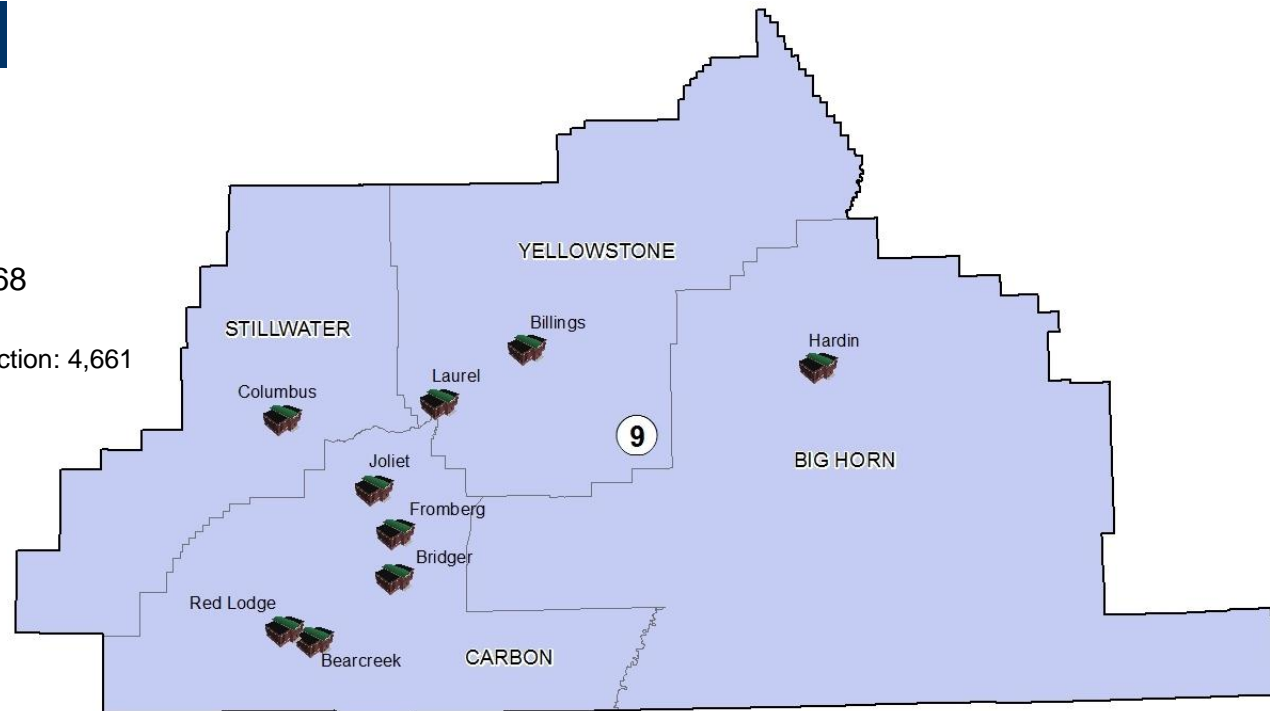 YELLOWSTONE
68
STILLWATER
Billings
Hardin
ction: 4,661
Laurel
Columbus
9
Joliet
BIG HORN
Fromberg
Bridger
Red Lodge
Bearcreek
CARBON